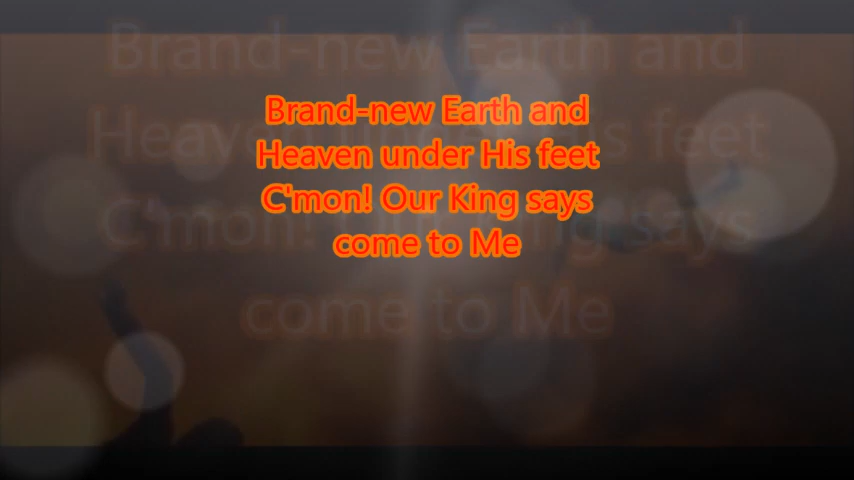 Brand-new Earth and
Heaven under His feet
C'mon! Our King says
come to Me